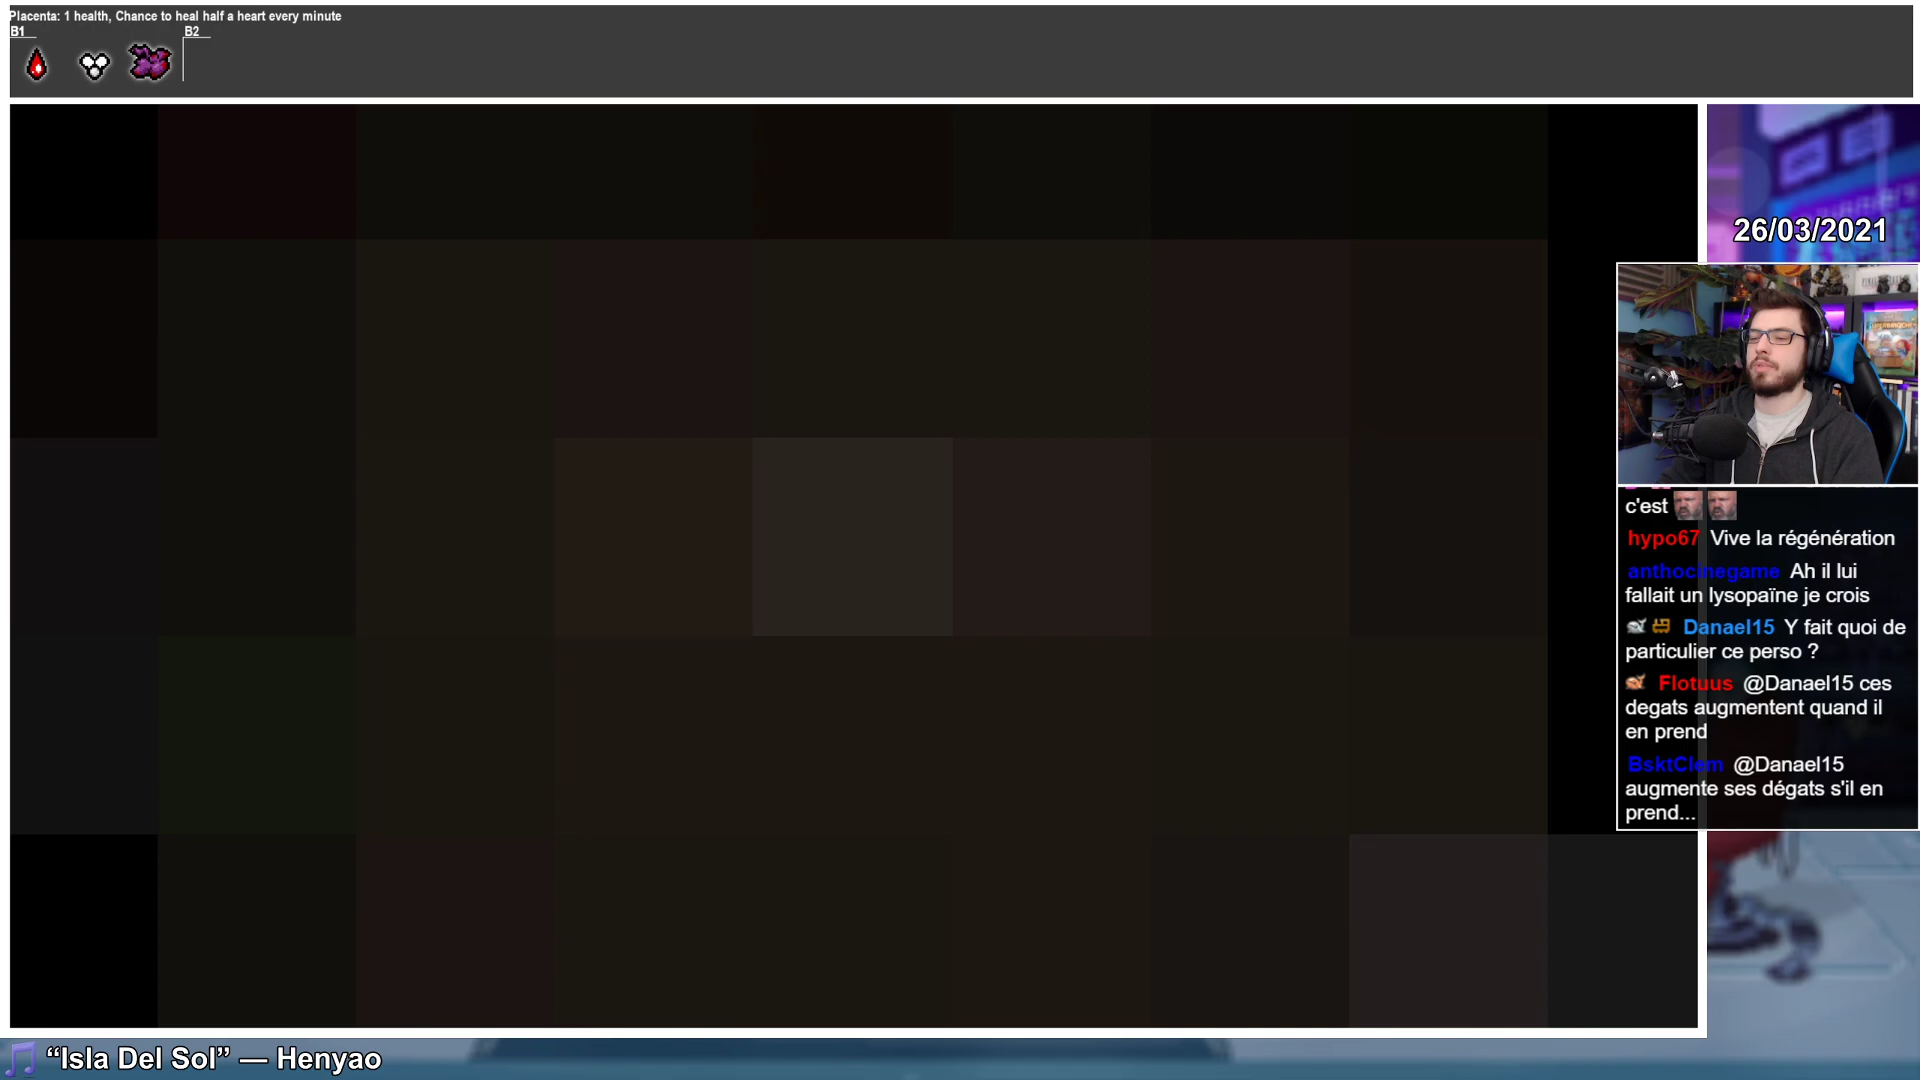 Placenta: 1 health, Chance to heal half a heart every minute
B1 B2
26/03/2021
c'est
hypo67 Vive la régénération
anthocinegame Ah il lui
fallait un lysopaïne je crois
Danael15 Y fait quoi de
particulier ce perso ?
Flotuus @Danael15 ces
degats augmentent quand il
en prend
BsktClem @Danael15
augmente ses dégats s'il en
prend...
“Isla Del Sol” — Henyao